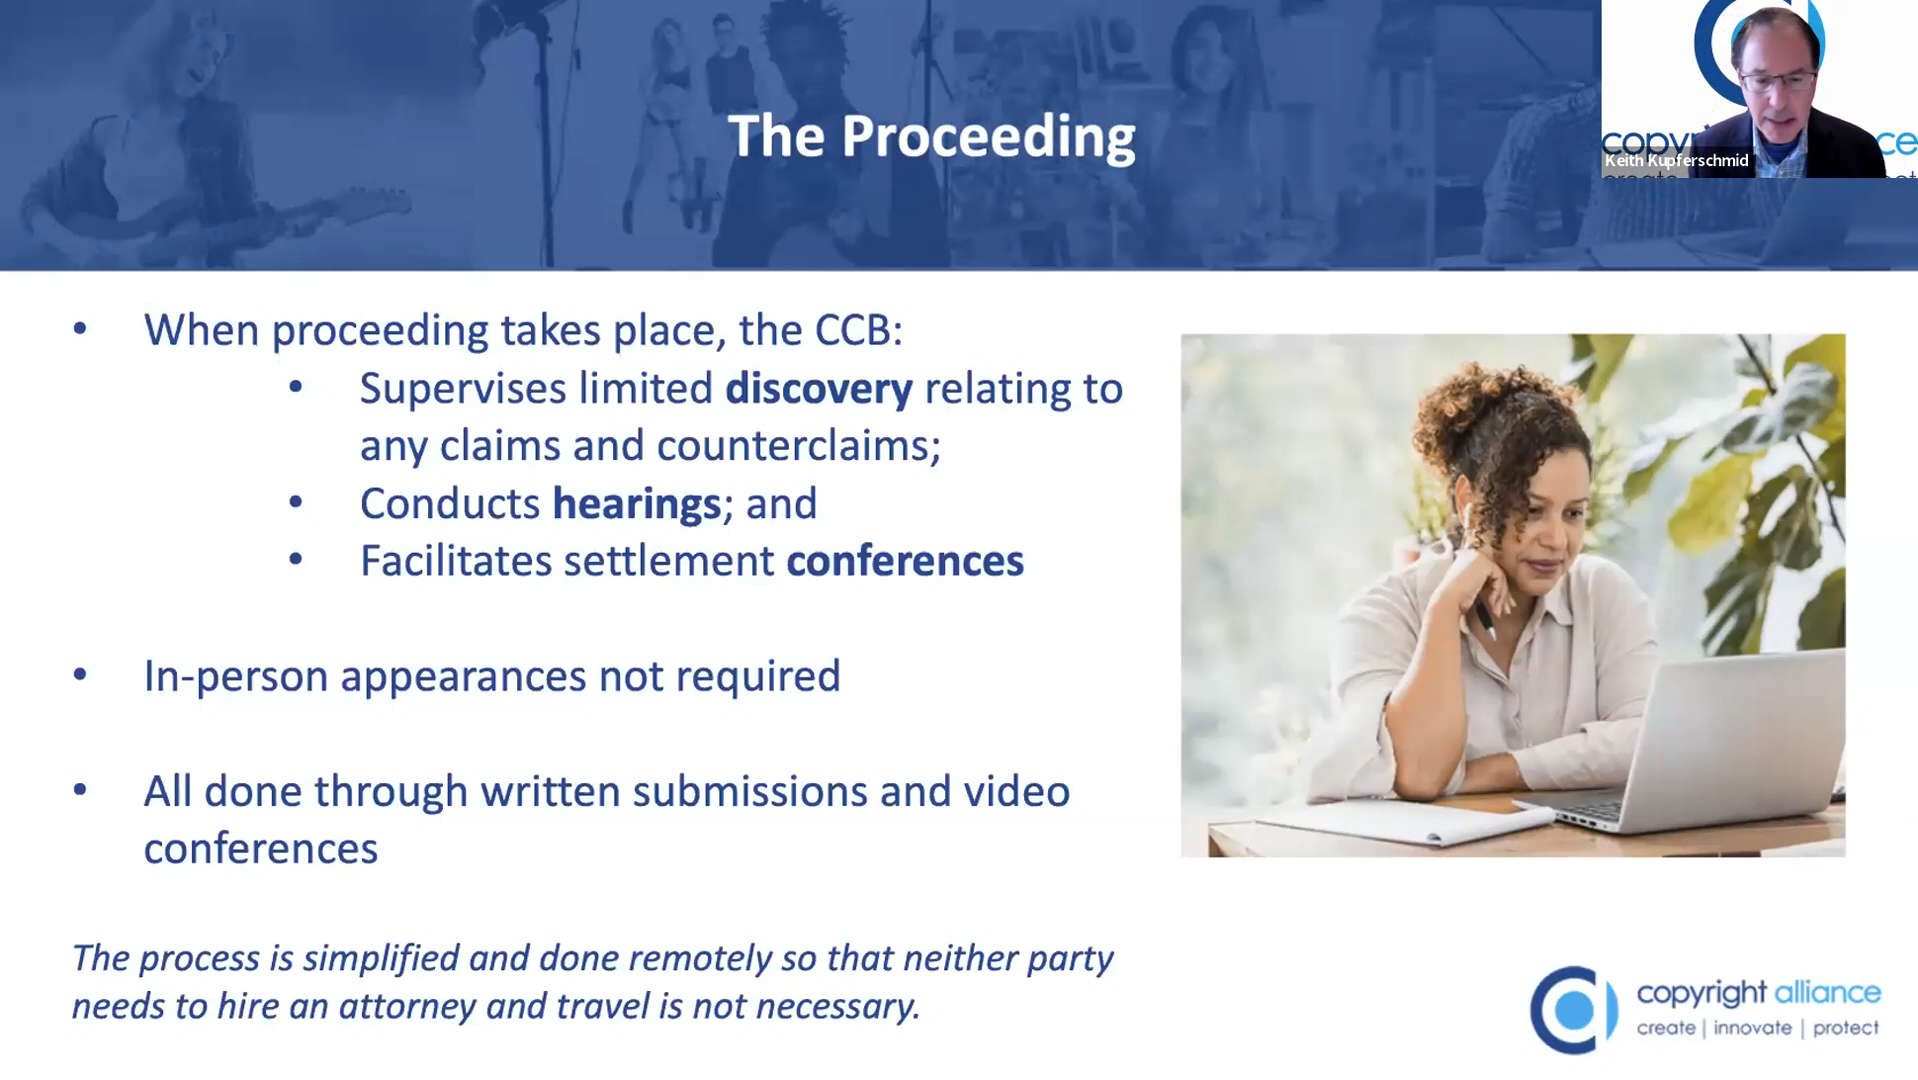 The Proceeding
copyr
ce
Keith Kupferschmid
• When proceeding takes place, the CCB:
• Supervises limited discovery relating to
any claims and counterclaims;
• Conducts hearings; and
• Facilitates settlement conferences
• In-person appearances not required
• All done through written submissions and video
conferences
The process is simplified and done remotely so that neither party
needs to hire an attorney and travel is not necessary.
copyright alliance
create | innovate | protect